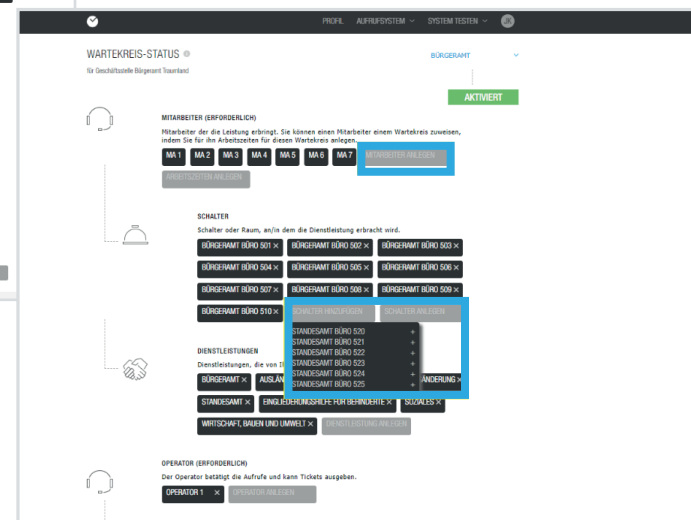 PROFIL AUFRUFSYSTEM SYSTEM TESTEN JK
WARTEKREIS-STATUS
BÜRGERAMT
für Geschäftsstelle Bürgeramt Trauenland
AKTIVIERT
MITARBEITER (ERFORDERLICH)
Mitarbeiter der die Leistung erbringt. Sie können einen Mitarbeiter einem Wartekreis zuweisen,
indem Sie für ihn Arbeitszeiten für diesen Wartekreis anlegen.
MA 1 MA 2 MA 3 MA 4 MA 5 MA 6 MA 7 MITARBEITER ANLEGEN
ARBEITSZEITEN ANLEGEN
SCHALTER
Schalter oder Raum, an/in dem die Dienstleistung erbracht wird.
BÜRGERAMT BÜRO 501 × BÜRGERAMT BÜRO 502 × BÜRGERAMT BÜRO 503 ×
BÜRGERAMT BÜRO 504 × BÜRGERAMT BÜRO 505 × BÜRGERAMT BÜRO 506 ×
BÜRGERAMT BÜRO 507 × BÜRGERAMT BÜRO 508 × BÜRGERAMT BÜRO 509 ×
BÜRGERAMT BÜRO 510 × SCHALTER HINZUFÜGEN SCHALTER ANLEGEN
STANDESAMT BÜRO 520 +
STANDESAMT BÜRO 521 +
STANDESAMT BÜRO 522 +
STANDESAMT BÜRO 523 +
STANDESAMT BÜRO 524 +
STANDESAMT BÜRO 525 +
DIENSTLEISTUNGEN
Dienstleistungen, die von
BÜRGERAMT × AUSLÄN ÄNDERUNG ×
STANDESAMT × EINGLIEDERUNGSHILFE FÜR BEHINDERTE × SOZIALES ×
WIRTSCHAFT, BAUEN UND UMWELT × DIENSTLEISTUNG ANLEGEN
OPERATOR (ERFORDERLICH)
Der Operator betätigt die Aufrufe und kann Tickets ausgeben.
OPERATOR 1 × OPERATOR ANLEGEN